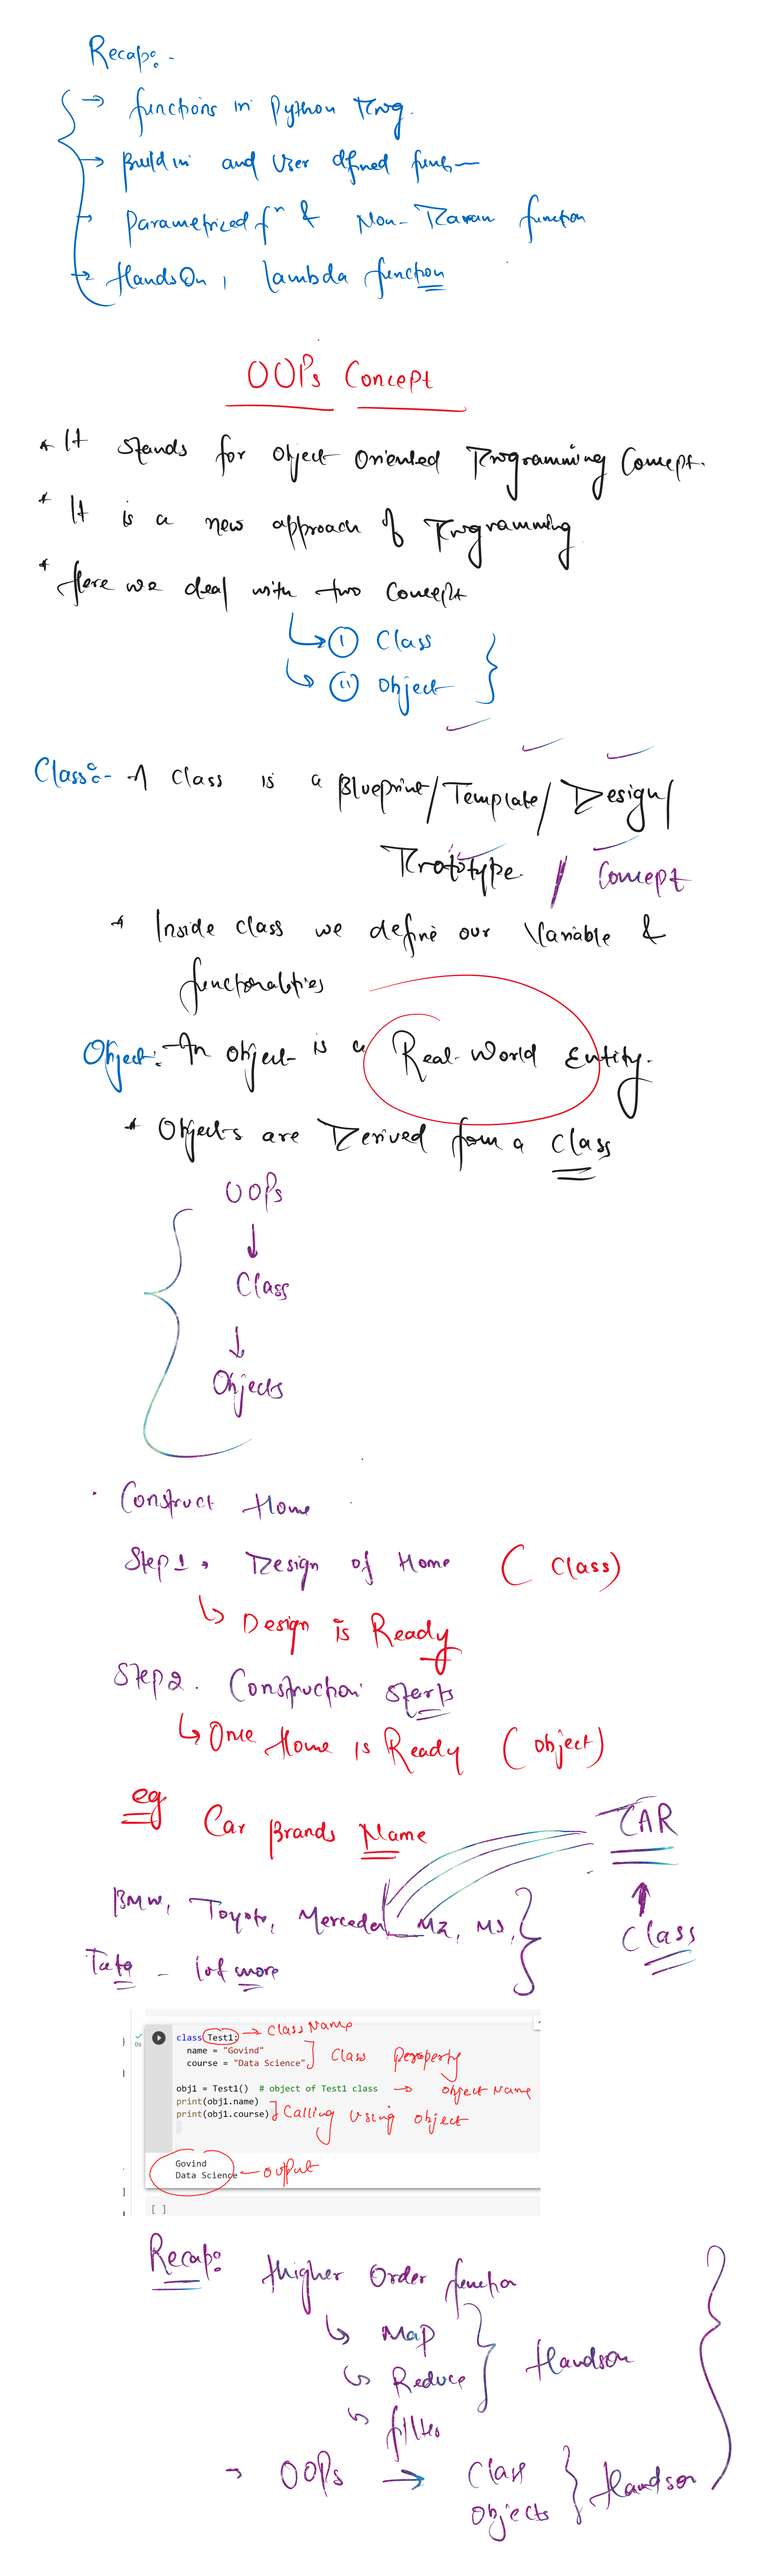 Recap:-
→ functions in Python Prog.
→ Build in and User defined func
→ Parametrized fⁿ & Non-Param function
→ HandsOn, lambda function
OOPs Concept
* It stands for Object Oriented Programming Concept.
* It is a new approach of Programming
* Here we deal with two Concept
↳ (i) Class
↳ (ii) Object
Class:- A Class is a Blueprint/Template/Design/
Prototype. / Concept
* Inside class we define our Variable &
functionalities
Object:- An object is a Real-World Entity.
* Objects are Derived from a Class
OOPs
↓
Class
↓
Objects
Construct Home
Step 1. Design of Home (Class)
↳ Design is Ready
Step 2. Construction starts
↳ Once Home is Ready (object)
eg Car Brands Name
CAR
↑
Class
BMW, Toyota, Mercedes, MZ, MS,
Tata - lot more
class Test1: → Class Name
name = "Govind"
course = "Data Science" ] Class Property
obj1 = Test1() # object of Test1 class → Object Name
print(obj1.name)
print(obj1.course) ] Calling Using Object
Govind
Data Science — output
[ ]
Recap: Higher Order function
↳ Map
↳ Reduce } Handson
↳ filter
→ OOPs → Class
Objects } Handson